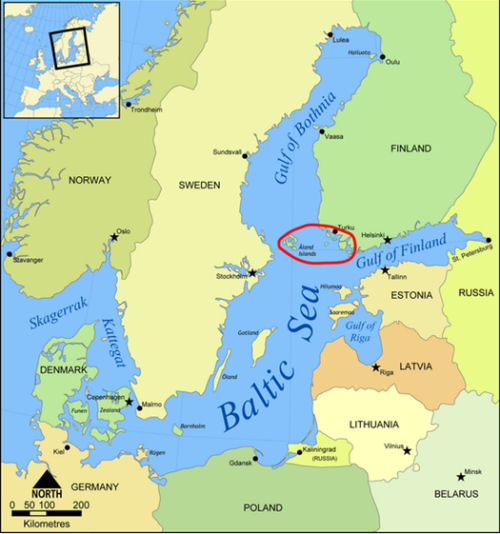 Lulea
Hailuoto
Oulu
Trondheim
Gulf of Bothnia
Vaasa
FINLAND
Sundsvall
NORWAY
SWEDEN
Turku
Helsinki
Oslo
Åland
Islands
Gulf of Finland
St. Petersburg
Stavanger
Stockholm
Tallinn
Hiiumaa
ESTONIA
RUSSIA
Skagerrak
Kattegat
Baltic Sea
Saaremaa
Gulf of
Riga
Gotland
DENMARK
Öland
Riga
LATVIA
Copenhagen
Malmo
Funen
Zealand
Bornholm
LITHUANIA
Vilnius
Kiel
Rügen
Gdansk
Kaliningrad
(RUSSIA)
Minsk
NORTH
GERMANY
POLAND
BELARUS
0 50 100 200
Kilometres